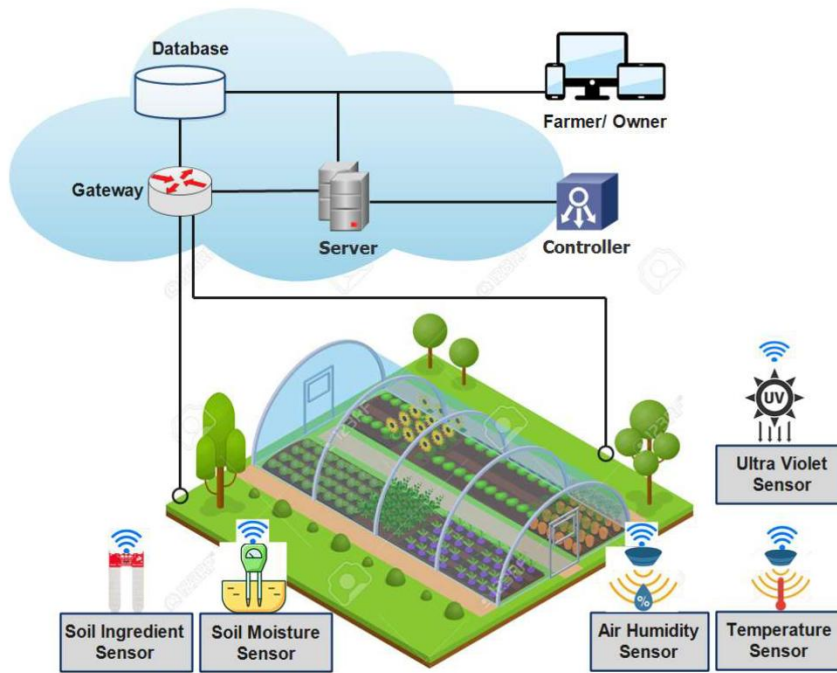 Database
Farmer/ Owner
Gateway
Server
Controller
UV
Ultra Violet
Sensor
%
Soil Ingredient
Sensor
Soil Moisture
Sensor
Air Humidity
Sensor
Temperature
Sensor